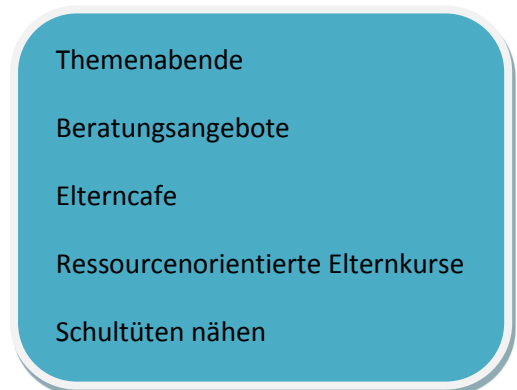 Themenabende
Beratungsangebote
Elterncafe
Ressourcenorientierte Elternkurse
Schultüten nähen